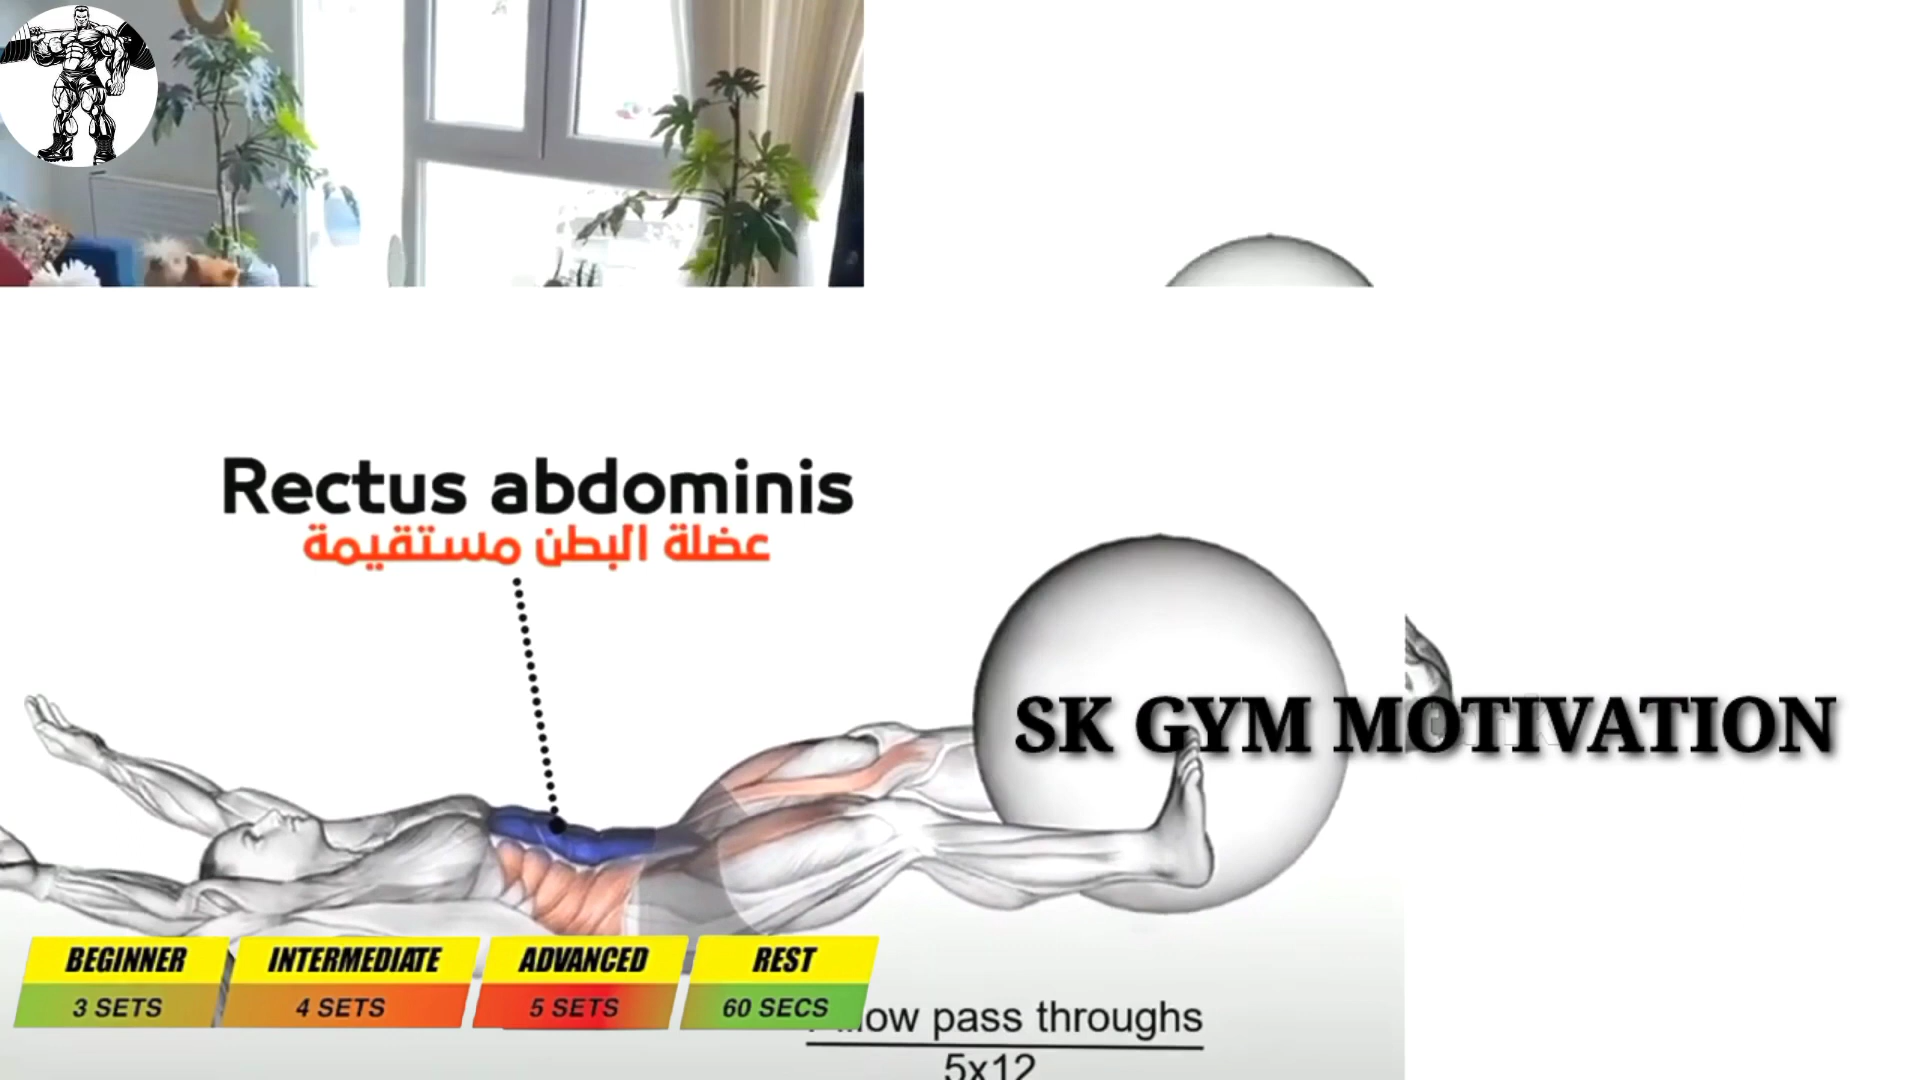 Rectus abdominis
عضلة البطن مستقيمة
SK GYM MOTIVATION
BEGINNER
3 SETS
INTERMEDIATE
4 SETS
ADVANCED
5 SETS
REST
60 SECS
pass throughs
5x12